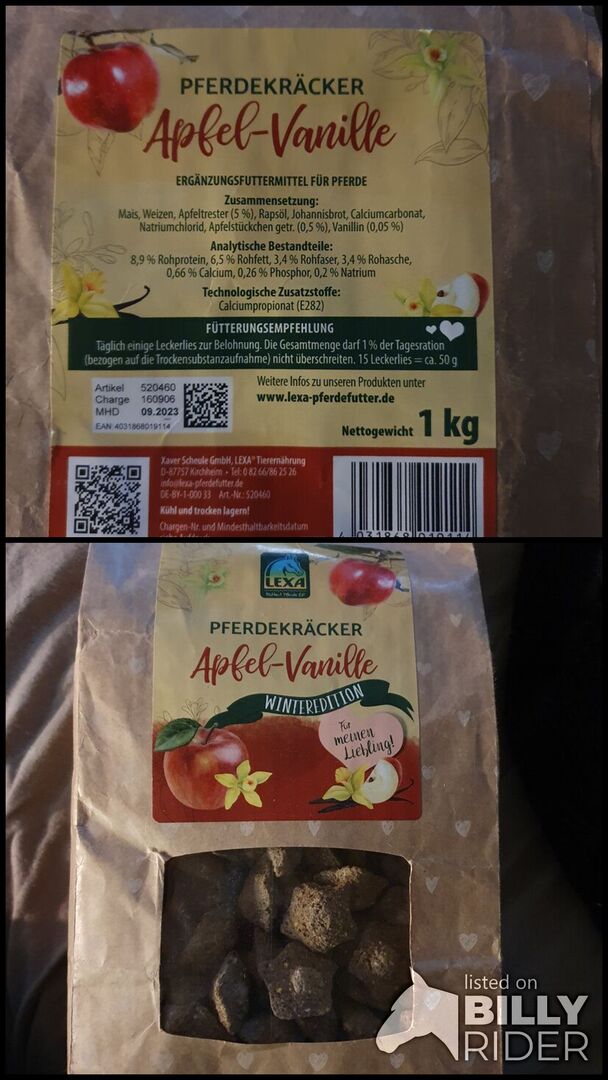 PFERDEKRÄCKER
Apfel-Vanille
ERGÄNZUNGSFUTTERMITTEL FÜR PFERDE
Zusammensetzung:
Mais, Weizen, Apfeltrester (5 %), Rapsöl, Johannisbrot, Calciumcarbonat,
Natriumchlorid, Apfelstückchen getr. (0,5 %), Vanillin (0,05 %)
Analytische Bestandteile:
8,9 % Rohprotein, 6,5 % Rohfett, 3,4 % Rohfaser, 3,4 % Rohasche,
0,66 % Calcium, 0,26 % Phosphor, 0,2 % Natrium
Technologische Zusatzstoffe:
Calciumpropionat (E282)
FÜTTERUNGSEMPFEHLUNG
Täglich einige Leckerlies zur Belohnung. Die Gesamtmenge darf 1 % der Tagesration
(bezogen auf die Trockensubstanzaufnahme) nicht überschreiten. 15 Leckerlies = ca. 50 g
Artikel 520460
Charge 160906
MHD 09.2023
EAN: 4031868019114
Weitere Infos zu unseren Produkten unter
www.lexa-pferdefutter.de
Nettogewicht 1 kg
Xaver Scheule GmbH, LEXA® Tierernährung
D-87757 Kirchheim • Tel: 0 82 66/86 25 26
info@lexa-pferdefutter.de
DE-BY-1-000 33 Art.-Nr.: 520460
Kühl und trocken lagern!
Chargen-Nr. und Mindesthaltbarkeitsdatum
LEXA
PFERDEKRÄCKER
Apfel-Vanille
WINTEREDITION
Für
meinen
Liebling!
listed on
BILLY
RIDER